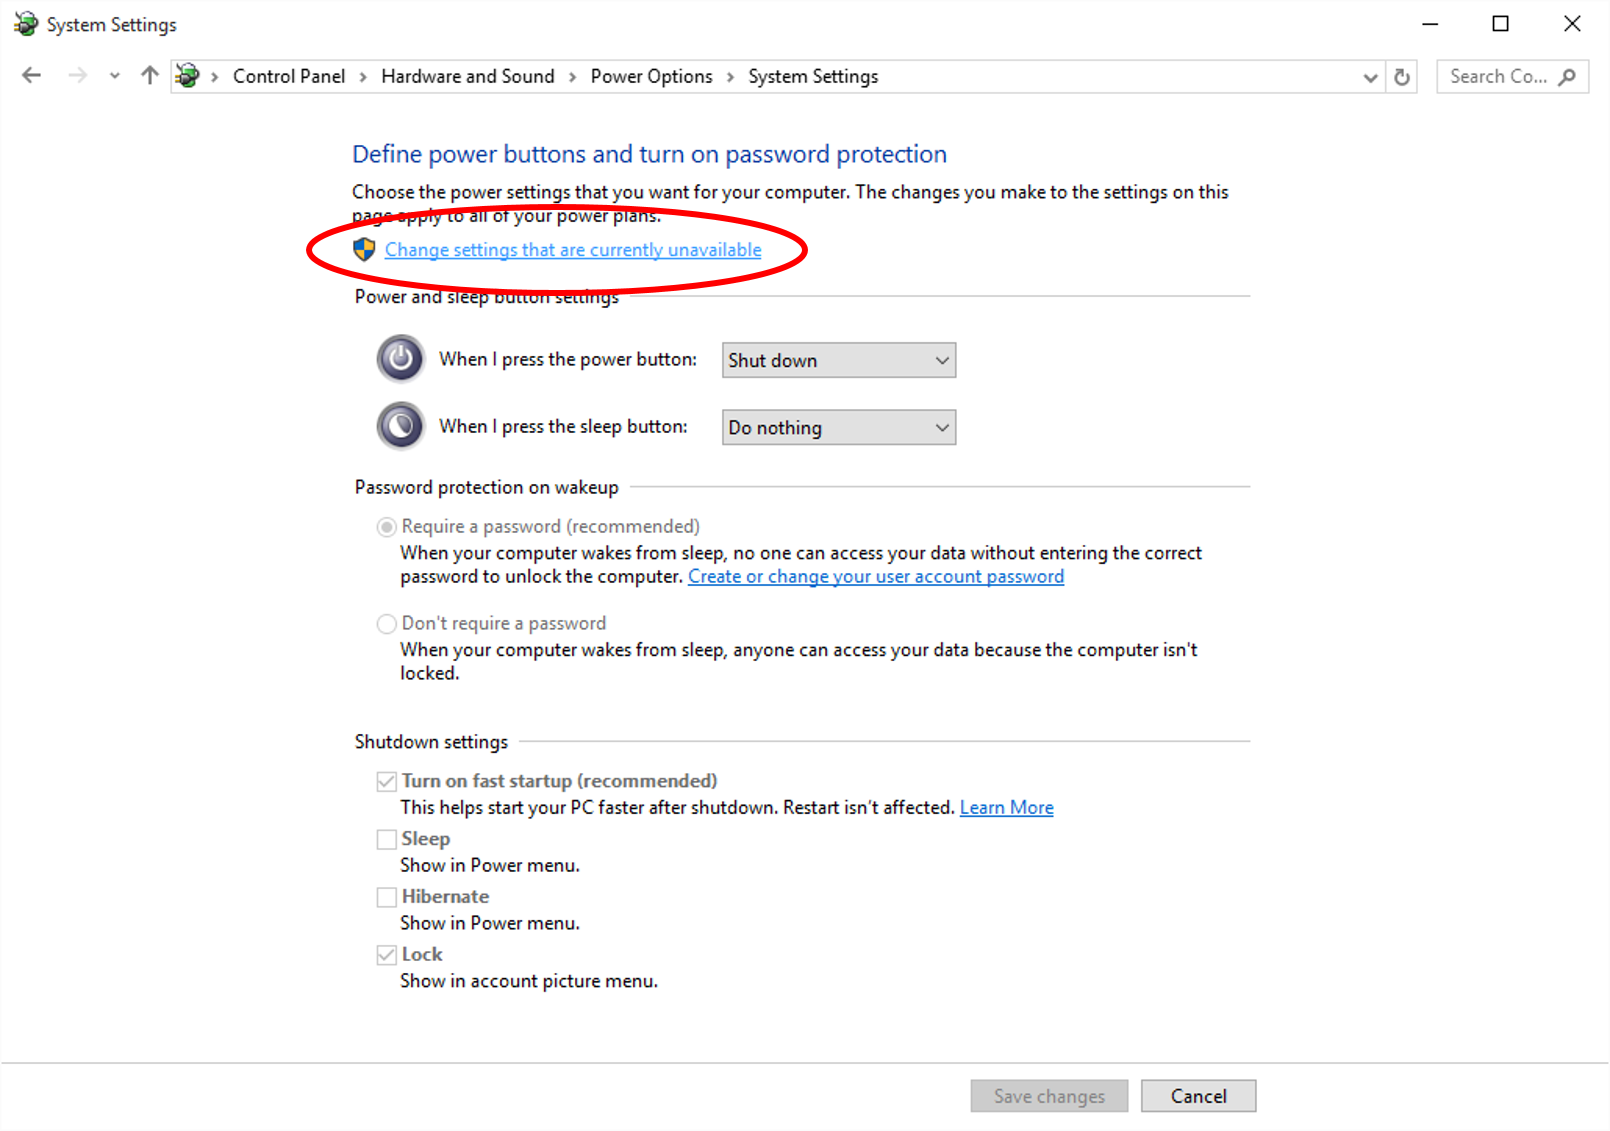 System Settings
Control Panel > Hardware and Sound > Power Options > System Settings
Search Co...
Define power buttons and turn on password protection
Choose the power settings that you want for your computer. The changes you make to the settings on this
page apply to all of your power plans.
Change settings that are currently unavailable
Power and sleep button settings
When I press the power button: Shut down
When I press the sleep button: Do nothing
Password protection on wakeup
Require a password (recommended)
When your computer wakes from sleep, no one can access your data without entering the correct
password to unlock the computer. Create or change your user account password
Don't require a password
When your computer wakes from sleep, anyone can access your data because the computer isn't
locked.
Shutdown settings
Turn on fast startup (recommended)
This helps start your PC faster after shutdown. Restart isn't affected. Learn More
Sleep
Show in Power menu.
Hibernate
Show in Power menu.
Lock
Show in account picture menu.
Save changes Cancel